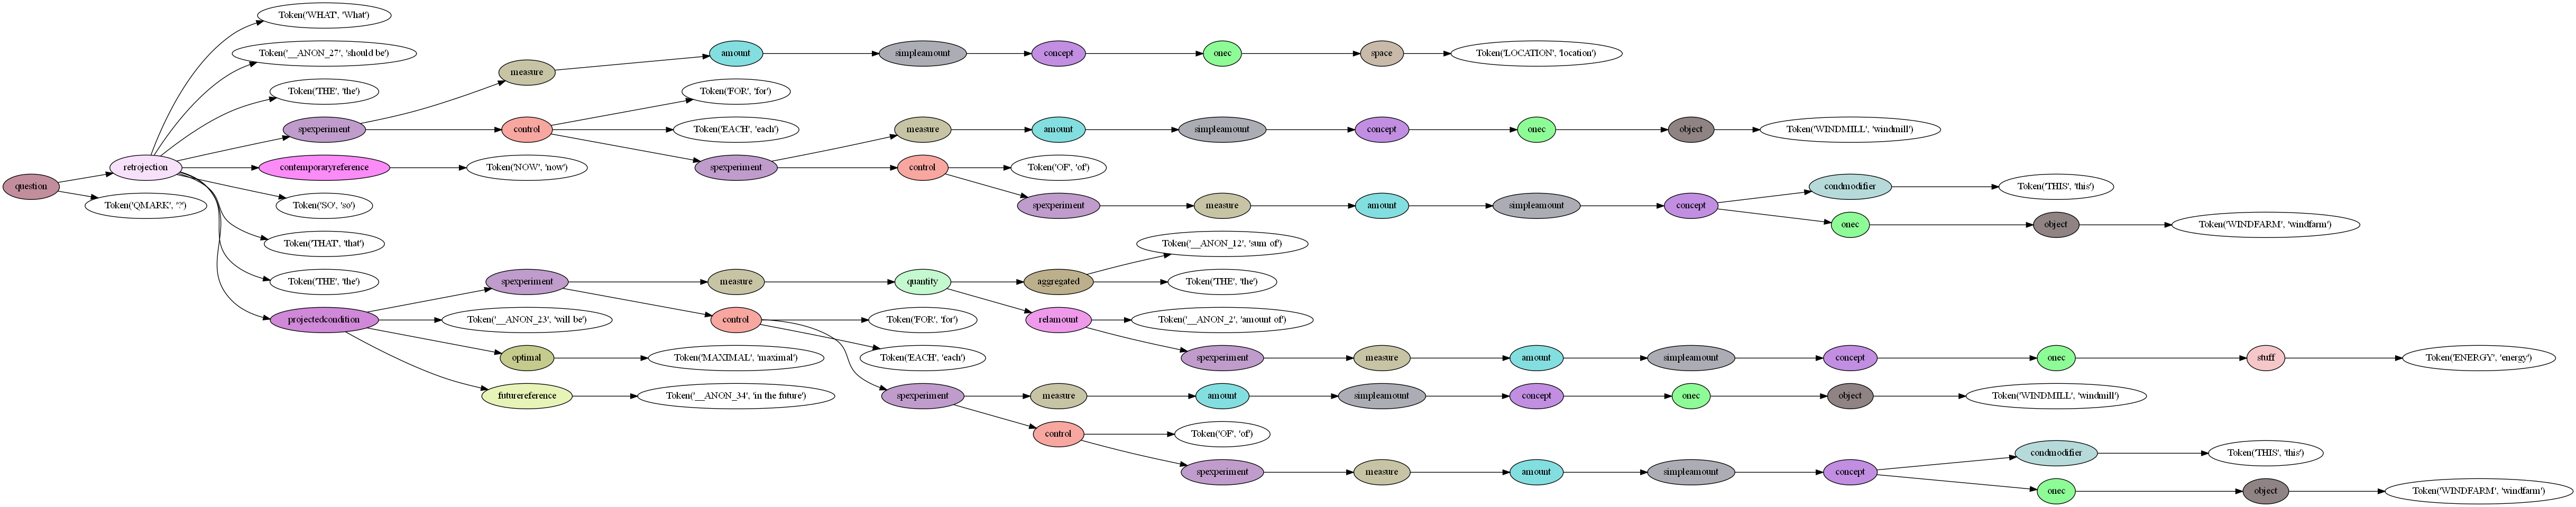 Token('WHAT', 'What')
Token('__ANON_27', 'should be')
amount simpleamount concept onec space Token('LOCATION', 'location')
measure
Token('THE', 'the') Token('FOR', 'for')
spexperiment control Token('EACH', 'each') measure amount simpleamount concept onec object Token('WINDMILL', 'windmill')
retrojection contemporaryreference Token('NOW', 'now') spexperiment control Token('OF', 'of')
question condmodifier Token('THIS', 'this')
Token('QMARK', '?') Token('SO', 'so') spexperiment measure amount simpleamount concept
onec object Token('WINDFARM', 'windfarm')
Token('THAT', 'that') Token('__ANON_12', 'sum of')
Token('THE', 'the') spexperiment measure quantity aggregated Token('THE', 'the')
projectedcondition Token('__ANON_23', 'will be') control Token('FOR', 'for') relamount Token('__ANON_2', 'amount of')
optimal Token('MAXIMAL', 'maximal') Token('EACH', 'each') spexperiment measure amount simpleamount concept onec stuff Token('ENERGY', 'energy')
futurereference Token('__ANON_34', 'in the future') spexperiment measure amount simpleamount concept onec object Token('WINDMILL', 'windmill')
control Token('OF', 'of')
condmodifier Token('THIS', 'this')
spexperiment measure amount simpleamount concept
onec object Token('WINDFARM', 'windfarm')